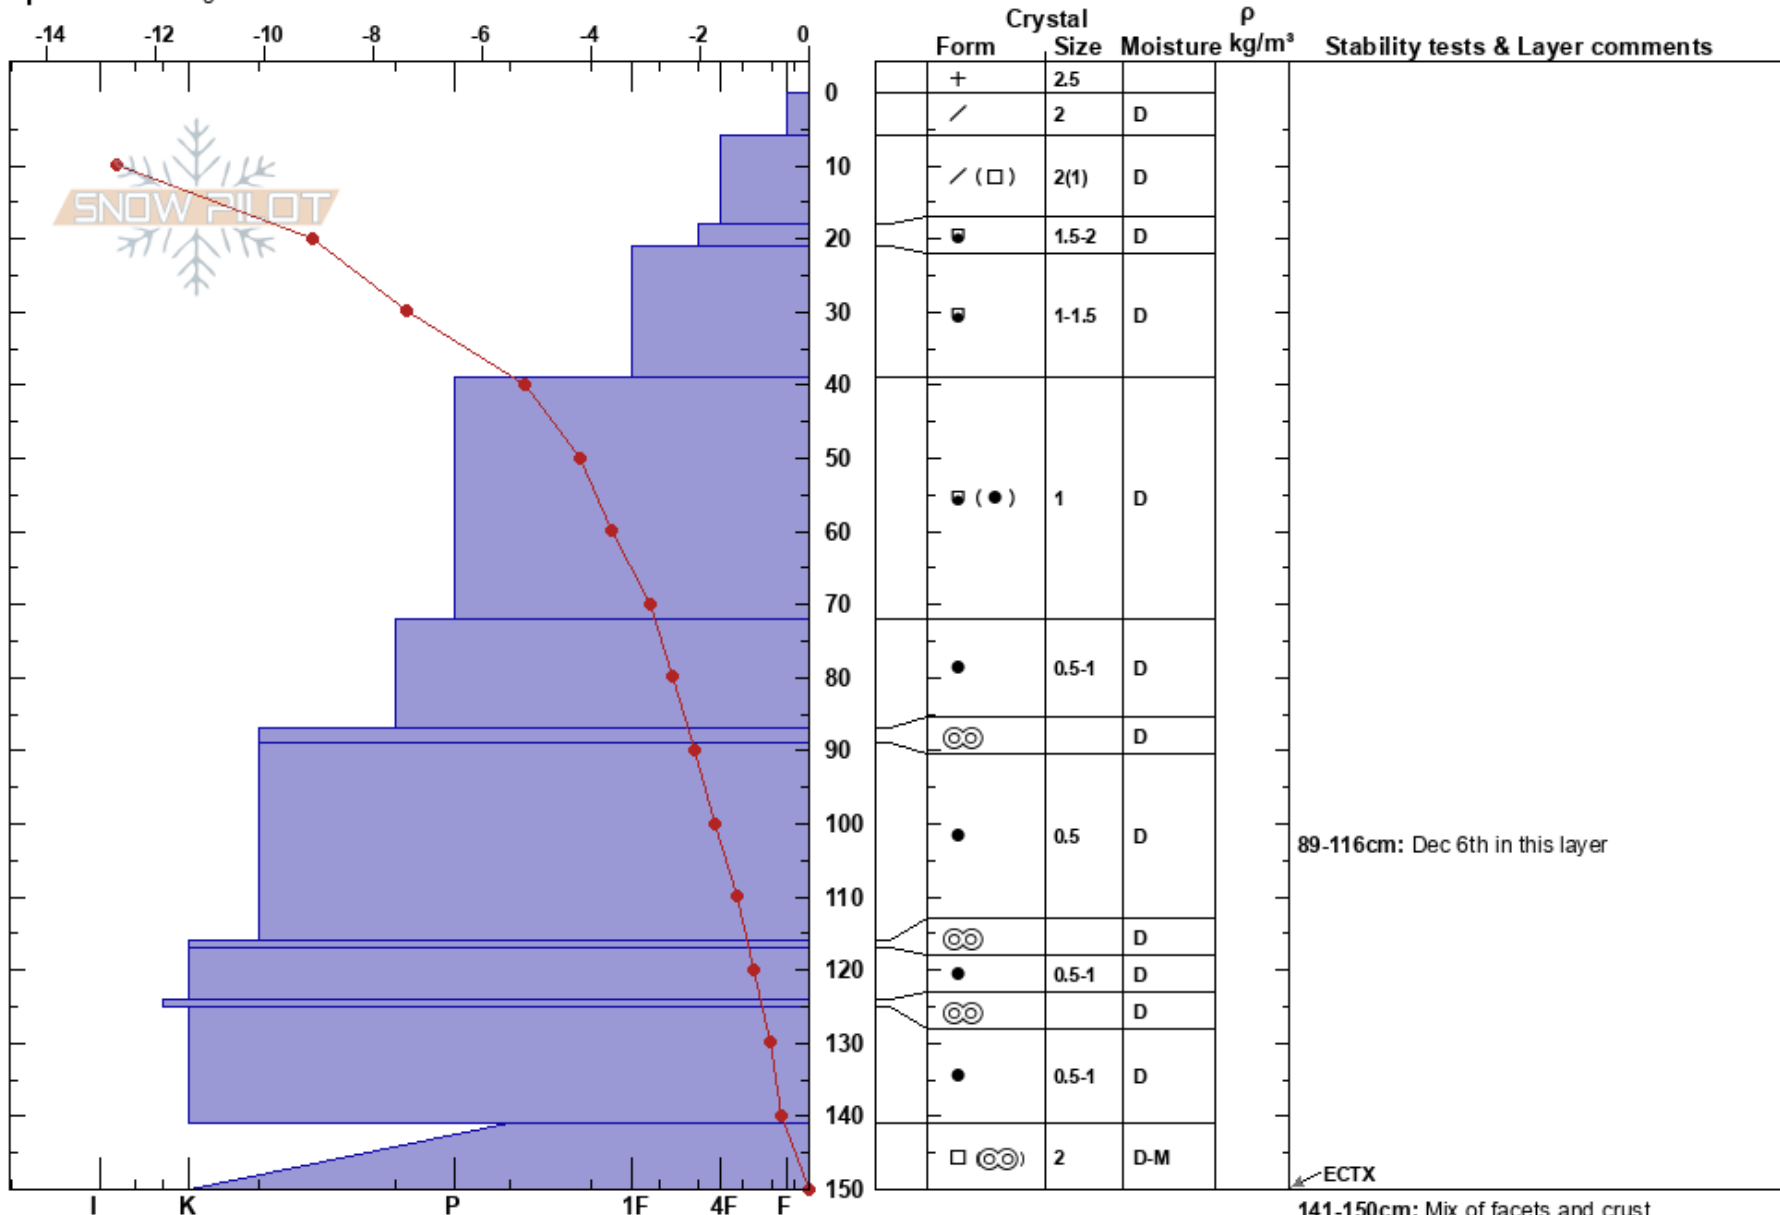 Crystal ρ
-14 -12 -10 -8 -6 -4 -2 0 Form Size Moisture kg/m³ Stability tests & Layer comments
+ 2.5
0
2 D
10
SNOW PILOT
/ (□) 2(1) D
20 1.5-2 D
30 1-1.5 D
40
50
(●) 1 D
60
70
● 0.5-1 D
80
D
90
100 ● 0.5 D 89-116cm: Dec 6th in this layer
110
D
120 ● 0.5-1 D
D
130
● 0.5-1 D
140
□ 2 D-M
150 ECTX
I K P 1F 4F F 141-150cm: Mix of facets and crust